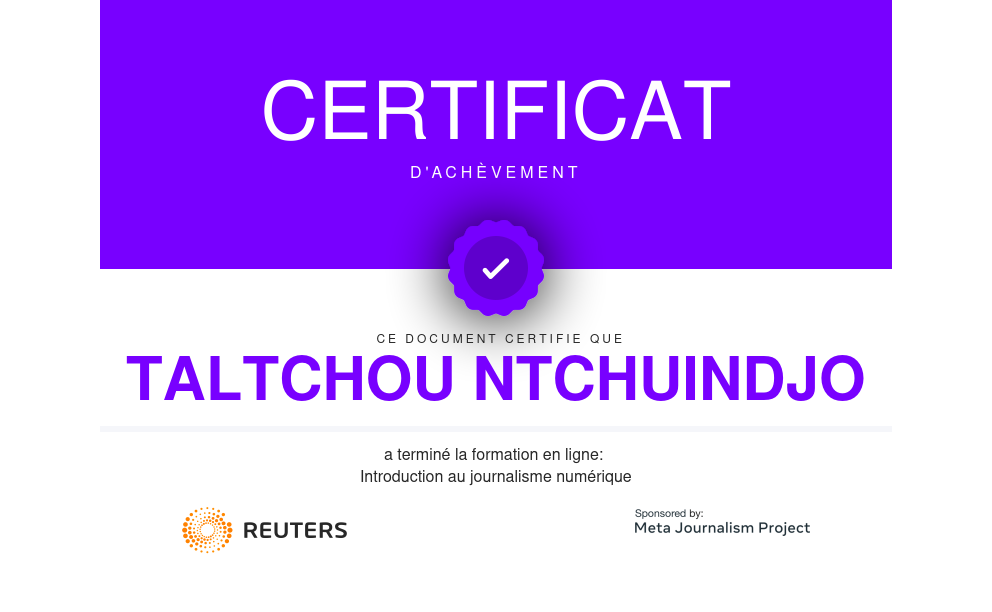 CERTIFICAT
D'ACHÈVEMENT
CE DOCUMENT CERTIFIE QUE
TALTCHOU NTCHUINDJO
a terminé la formation en ligne:
Introduction au journalisme numérique
REUTERS
Sponsored by:
Meta Journalism Project